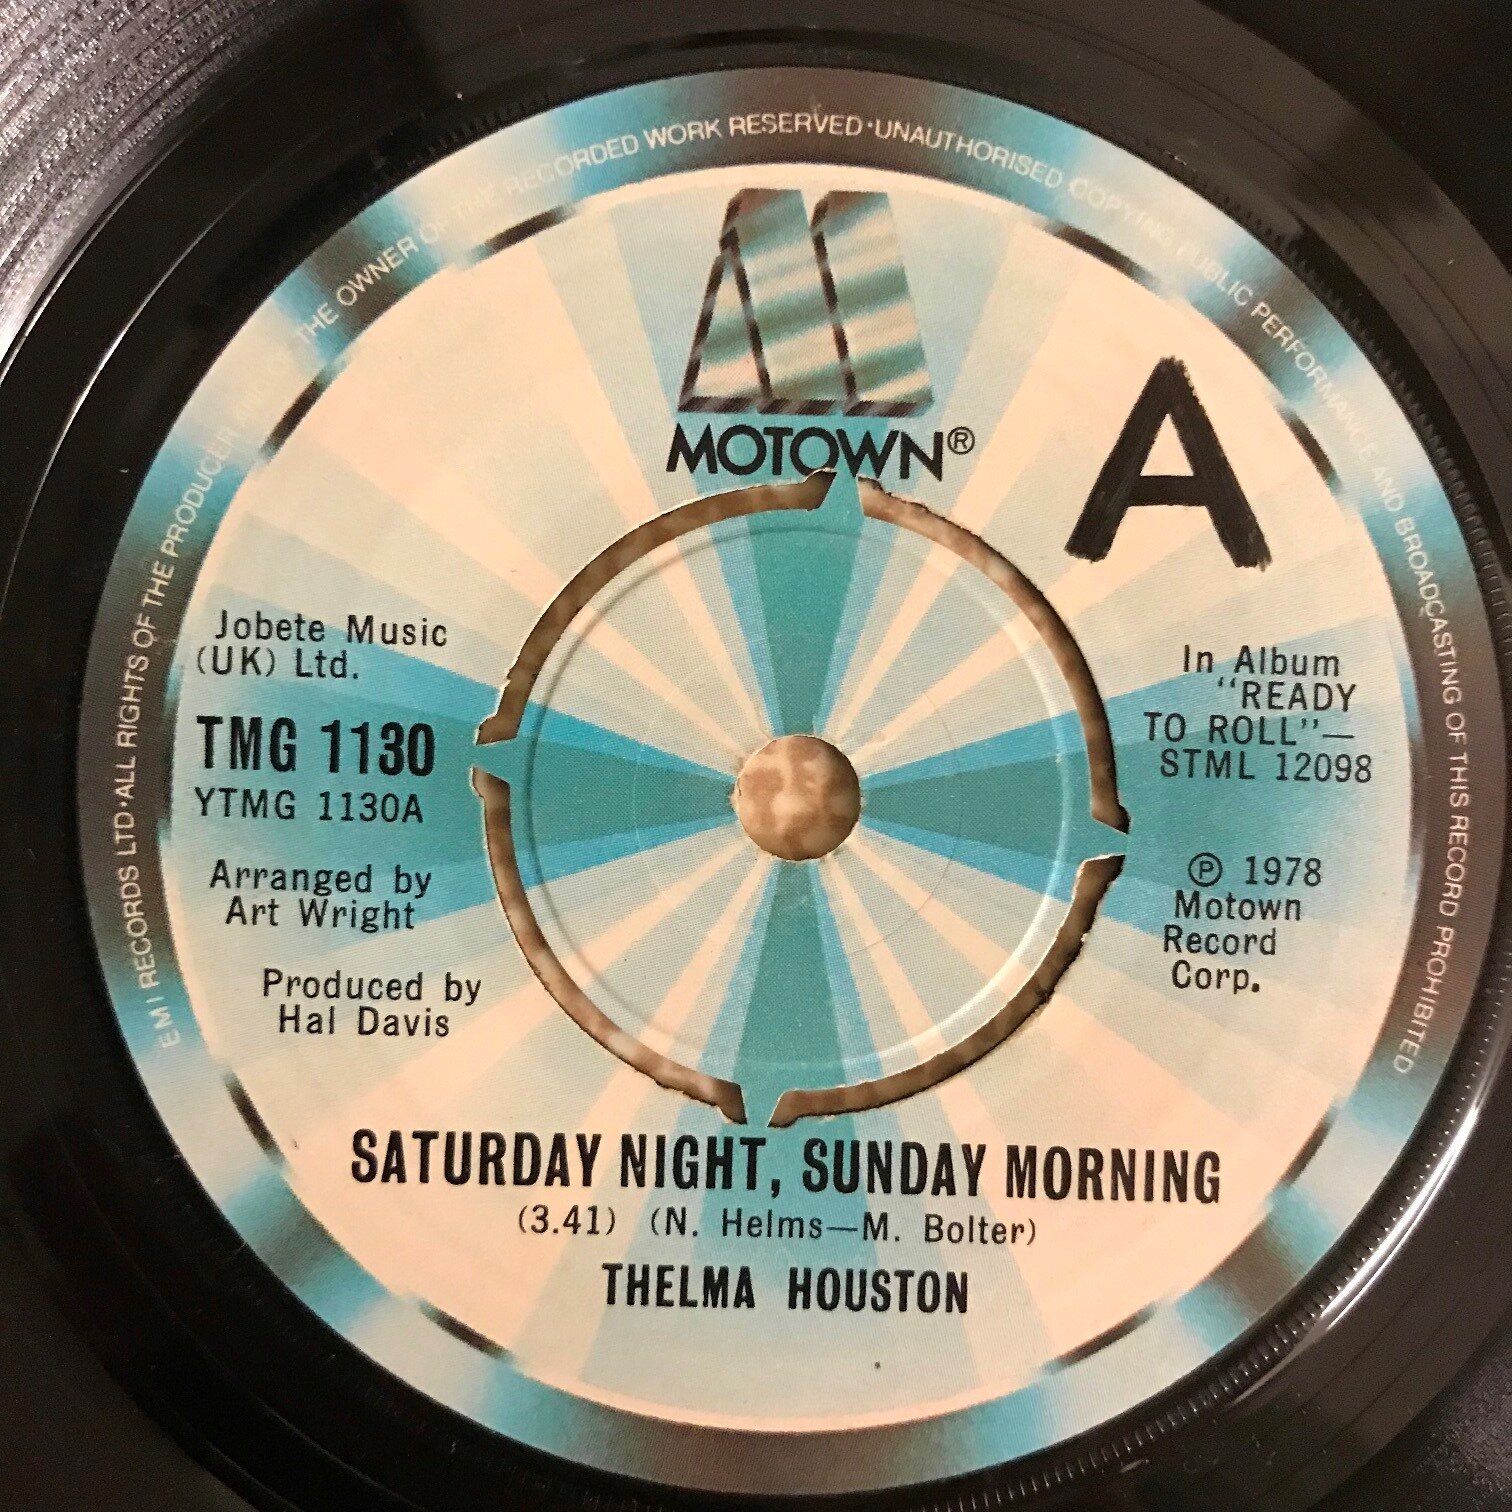 EMI RECORDS LTD·ALL RIGHTS OF THE PRODUCER AND OF THE OWNER OF THE RECORDED WORK RESERVED·UNAUTHORISED COPYING PUBLIC PERFORMANCE AND BROADCASTING OF THIS RECORD PROHIBITED
MOTOWN®
A
Jobete Music
(UK) Ltd.
TMG 1130
YTMG 1130A
Arranged by
Art Wright
Produced by
Hal Davis
In Album
"READY
TO ROLL"—
STML 12098
℗ 1978
Motown
Record
Corp.
SATURDAY NIGHT, SUNDAY MORNING
(3.41) (N. Helms—M. Bolter)
THELMA HOUSTON